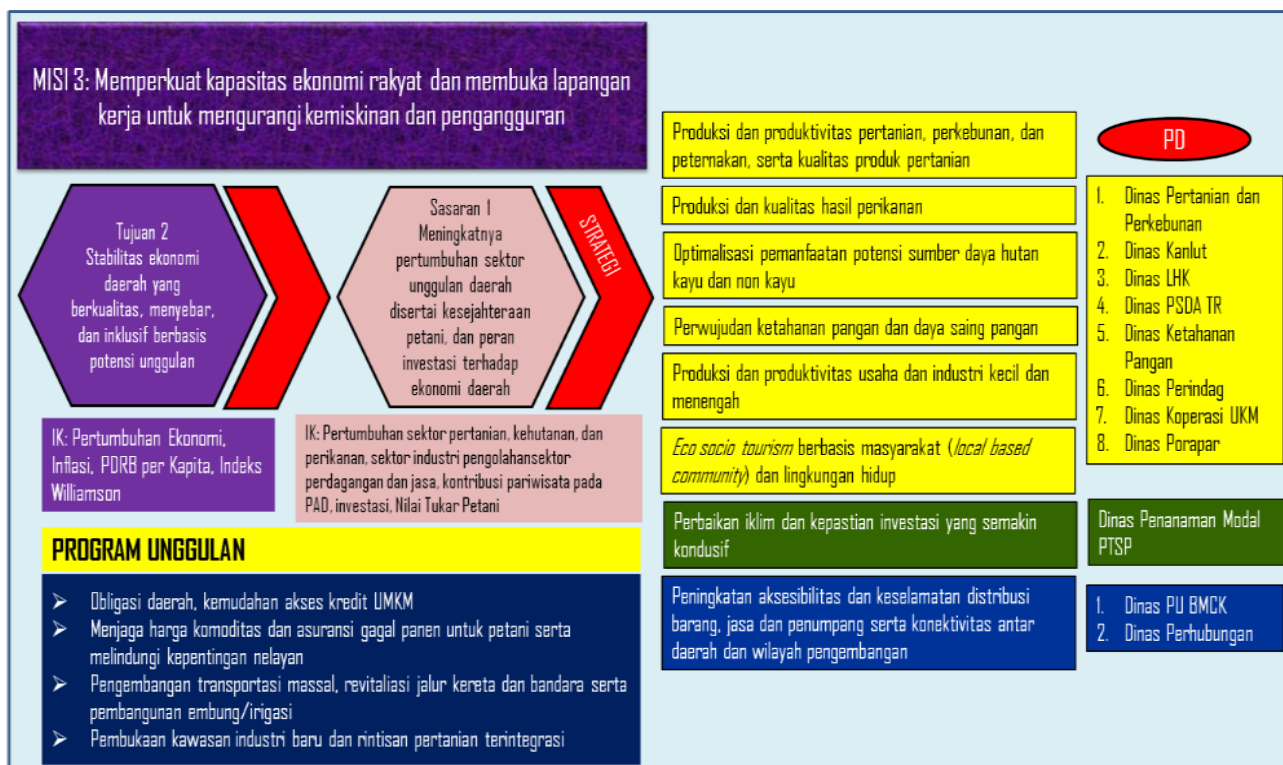 MISI 3: Memperkuat kapasitas ekonomi rakyat dan membuka lapangan
kerja untuk mengurangi kemiskinan dan pengangguran
Tujuan 2
Stabilitas ekonomi
daerah yang
berkualitas, menyebar,
dan inklusif berbasis
potensi unggulan
Sasaran 1
Meningkatnya
pertumbuhan sektor
unggulan daerah
disertai kesejahteraan
petani, dan peran
investasi terhadap
ekonomi daerah
STRATEGI
IK: Pertumbuhan Ekonomi,
Inflasi, PDRB per Kapita, Indeks
Williamson
IK: Pertumbuhan sektor pertanian, kehutanan, dan
perikanan, sektor industri pengolahansektor
perdagangan dan jasa, kontribusi pariwisata pada
PAD, investasi, Nilai Tukar Petani
PROGRAM UNGGULAN
➢ Obligasi daerah, kemudahan akses kredit UMKM
➢ Menjaga harga komoditas dan asuransi gagal panen untuk petani serta
melindungi kepentingan nelayan
➢ Pengembangan transportasi massal, revitaliasi jalur kereta dan bandara serta
pembangunan embung/irigasi
➢ Pembukaan kawasan industri baru dan rintisan pertanian terintegrasi
Produksi dan produktivitas pertanian, perkebunan, dan
peternakan, serta kualitas produk pertanian
Produksi dan kualitas hasil perikanan
Optimalisasi pemanfaatan potensi sumber daya hutan
kayu dan non kayu
Perwujudan ketahanan pangan dan daya saing pangan
Produksi dan produktivitas usaha dan industri kecil dan
menengah
Eco socio tourism berbasis masyarakat (local based
community) dan lingkungan hidup
Perbaikan iklim dan kepastian investasi yang semakin
kondusif
Peningkatan aksesibilitas dan keselamatan distribusi
barang, jasa dan penumpang serta konektivitas antar
daerah dan wilayah pengembangan
PD
1. Dinas Pertanian dan
Perkebunan
2. Dinas Kanlut
3. Dinas LHK
4. Dinas PSDA TR
5. Dinas Ketahanan
Pangan
6. Dinas Perindag
7. Dinas Koperasi UKM
8. Dinas Porapar
Dinas Penanaman Modal
PTSP
1. Dinas PU BMCK
2. Dinas Perhubungan